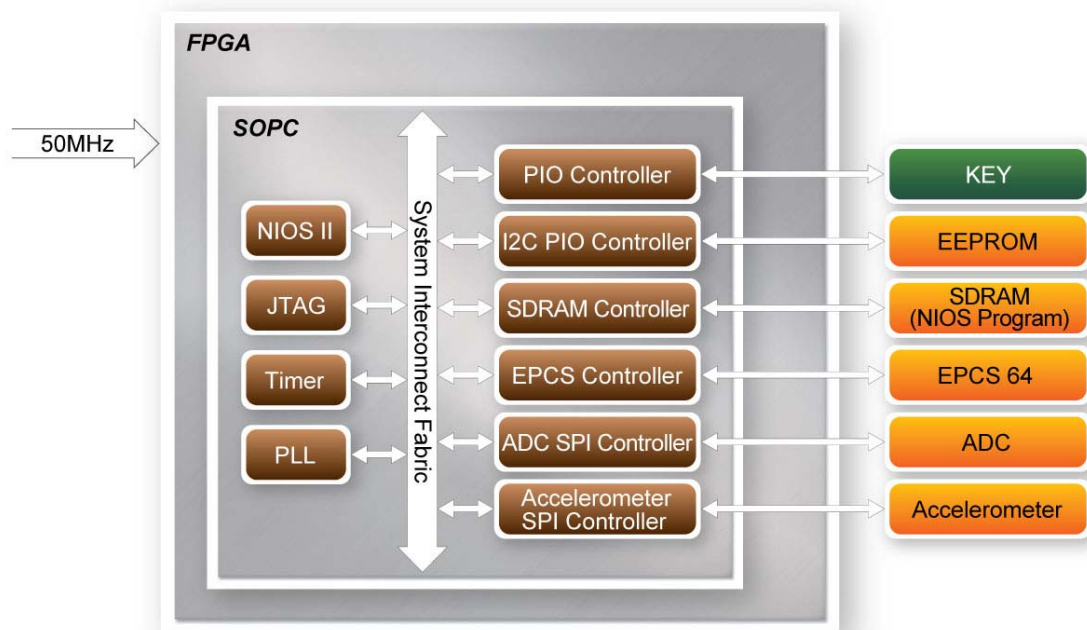 FPGA
50MHz
SOPC
NIOS II
JTAG
Timer
PLL
System Interconnect Fabric
PIO Controller
I2C PIO Controller
SDRAM Controller
EPCS Controller
ADC SPI Controller
Accelerometer
SPI Controller
KEY
EEPROM
SDRAM
(NIOS Program)
EPCS 64
ADC
Accelerometer